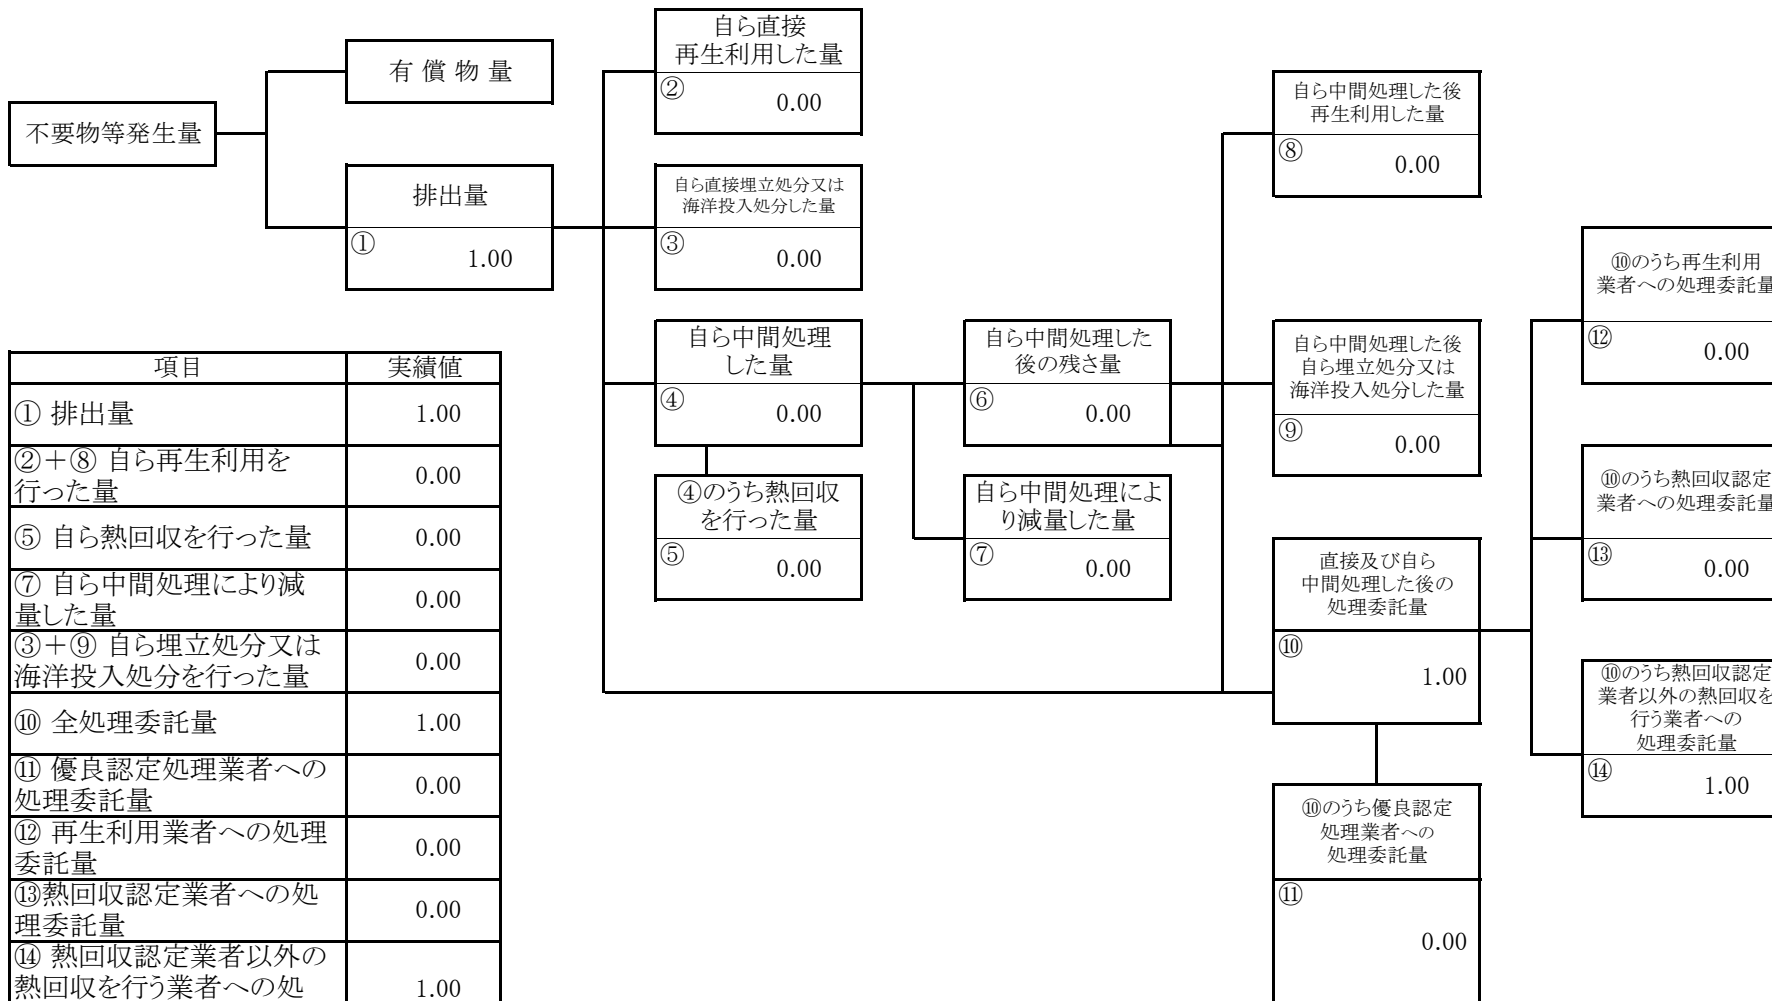 不要物等発生量
有 償 物 量
排出量
①
1.00
自ら直接
再生利用した量
②
0.00
自ら直接埋立処分又は
海洋投入処分した量
③
0.00
自ら中間処理
した量
④
0.00
④のうち熱回収
を行った量
⑤
0.00
自ら中間処理した
後の残さ量
⑥
0.00
自ら中間処理によ
り減量した量
⑦
0.00
自ら中間処理した後
再生利用した量
⑧
0.00
自ら中間処理した後
自ら埋立処分又は
海洋投入処分した量
⑨
0.00
直接及び自ら
中間処理した後の
処理委託量
⑩
1.00
⑩のうち優良認定
処理業者への
処理委託量
⑪
0.00
⑩のうち再生利用
業者への処理委託量
⑫
0.00
⑩のうち熱回収認定
業者への処理委託量
⑬
0.00
⑩のうち熱回収認定
業者以外の熱回収を
行う業者への
処理委託量
⑭
1.00
項目 実績値
① 排出量 1.00
②＋⑧ 自ら再生利用を
行った量 0.00
⑤ 自ら熱回収を行った量 0.00
⑦ 自ら中間処理により減
量した量 0.00
③＋⑨ 自ら埋立処分又は
海洋投入処分を行った量 0.00
⑩ 全処理委託量 1.00
⑪ 優良認定処理業者への
処理委託量 0.00
⑫ 再生利用業者への処理
委託量 0.00
⑬熱回収認定業者への処
理委託量 0.00
⑭ 熱回収認定業者以外の
熱回収を行う業者への処 1.00